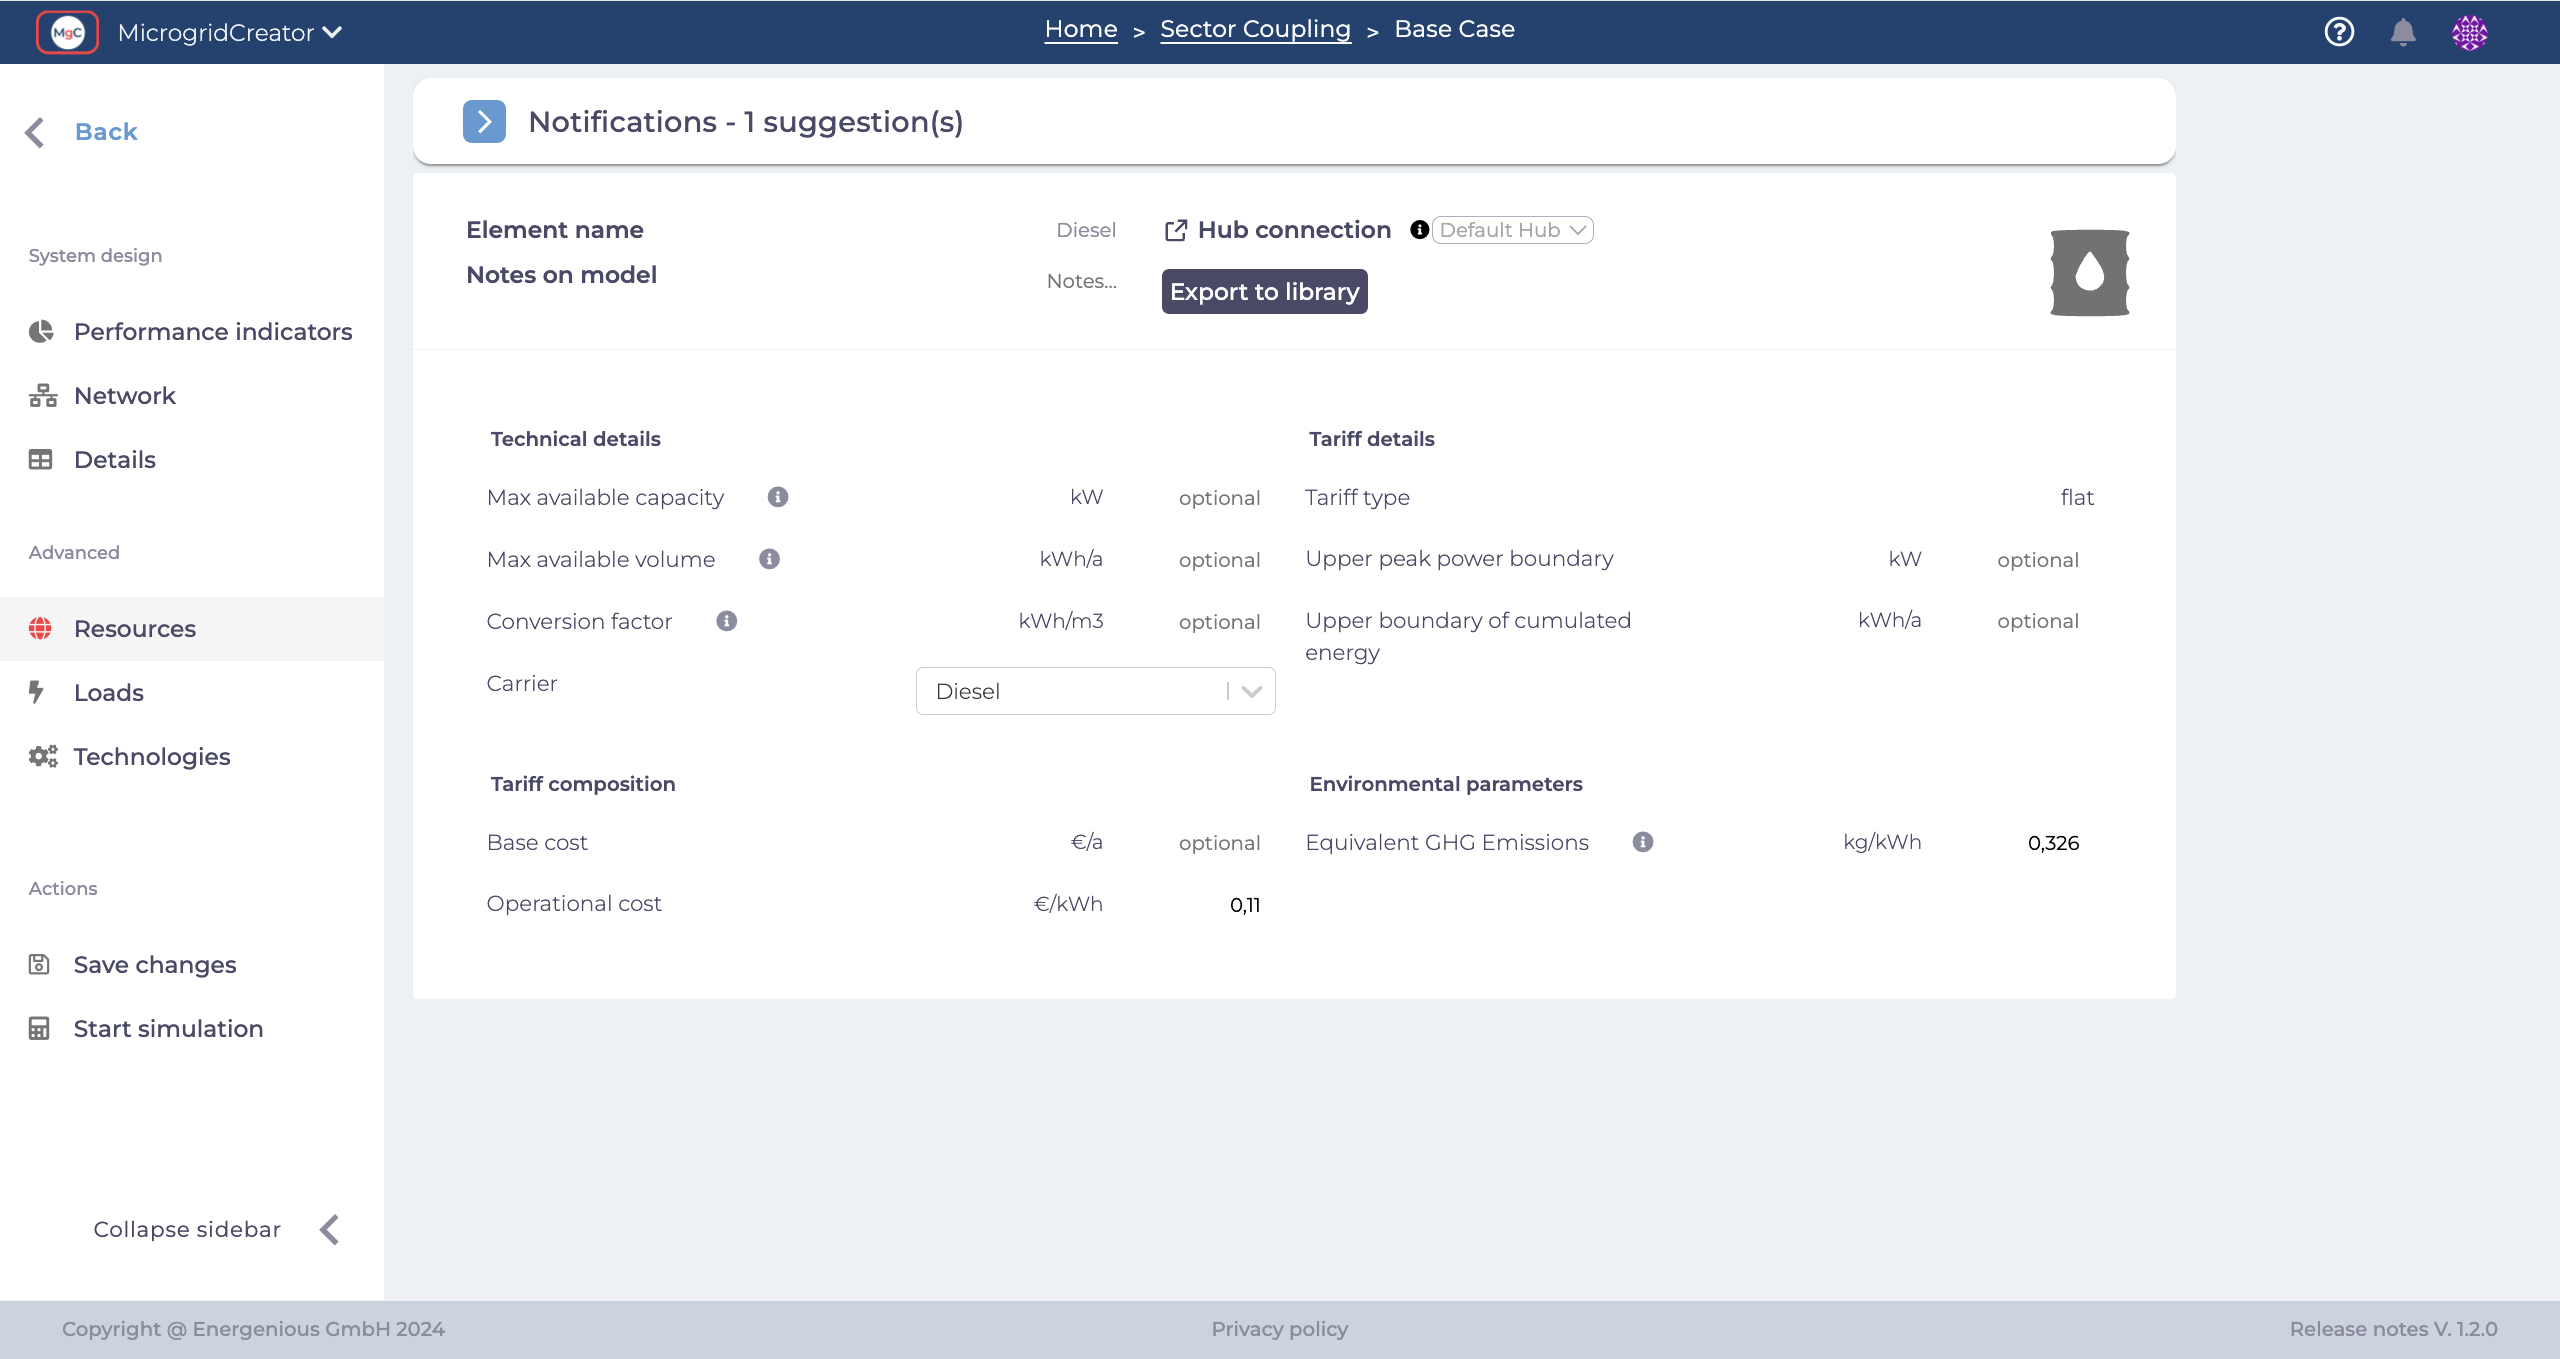 MgC MicrogridCreator
Home > Sector Coupling > Base Case
Back
System design
Performance indicators
Network
Details
Advanced
Resources
Loads
Technologies
Actions
Save changes
Start simulation
Collapse sidebar
Notifications - 1 suggestion(s)
Element name Diesel
Notes on model Notes...
Hub connection Default Hub
Export to library
Technical details
Max available capacity kW optional
Max available volume kWh/a optional
Conversion factor kWh/m3 optional
Carrier Diesel
Tariff details
Tariff type flat
Upper peak power boundary kW optional
Upper boundary of cumulated kWh/a optional
energy
Tariff composition
Base cost €/a optional
Operational cost €/kWh 0,11
Environmental parameters
Equivalent GHG Emissions kg/kWh 0,326
Copyright @ Energenious GmbH 2024
Privacy policy
Release notes V. 1.2.0